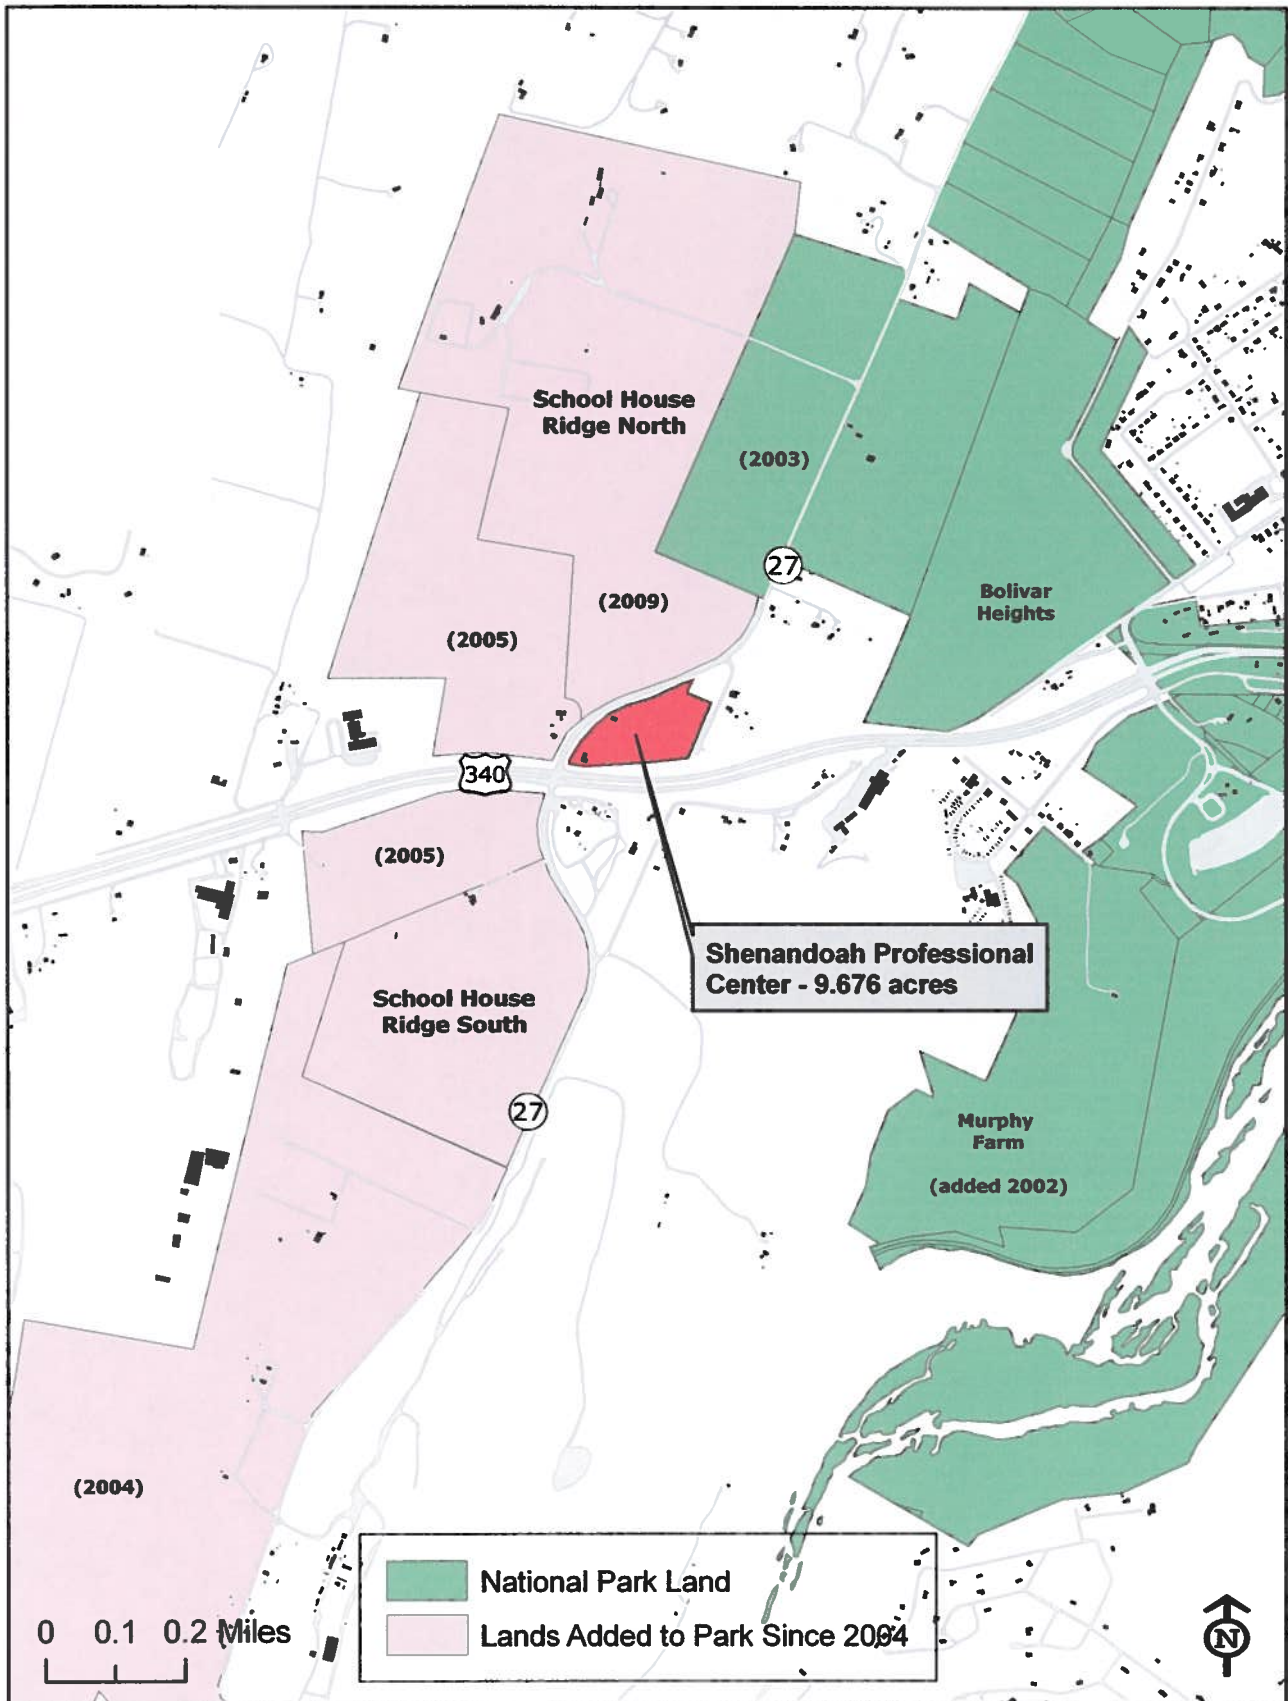 School House
Ridge North
(2003)
27
(2009)
Bolivar
Heights
(2005)
340
(2005)
Shenandoah Professional
Center - 9.676 acres
School House
Ridge South
27
Murphy
Farm
(added 2002)
(2004)
National Park Land
Lands Added to Park Since 2004
0 0.1 0.2 Miles
N